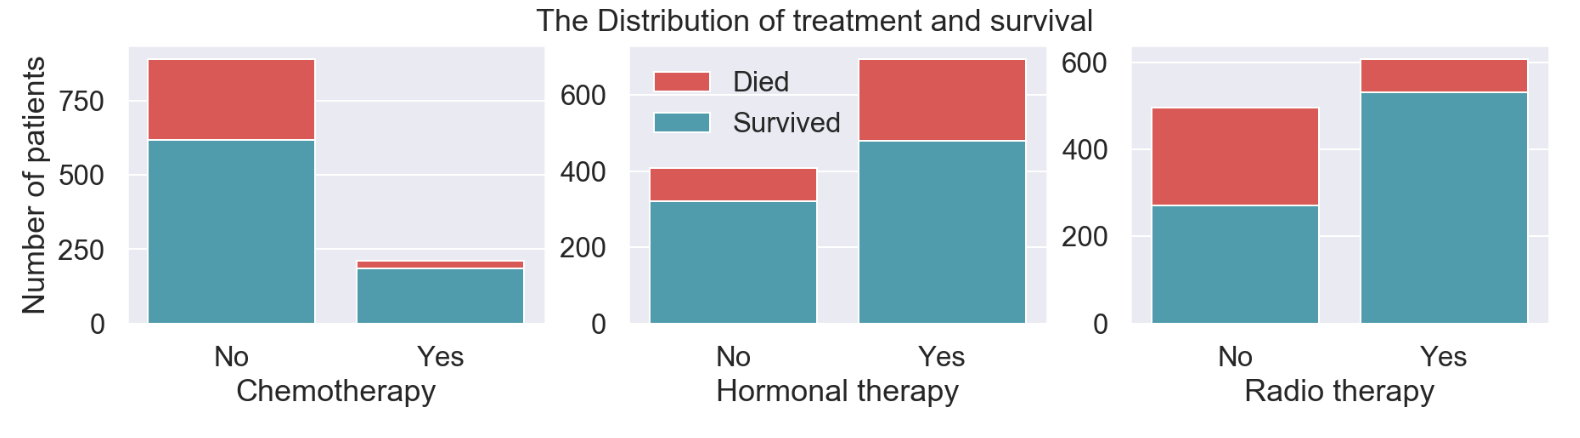 The Distribution of treatment and survival
Number of patients
750
500
250
0
No
Yes
Chemotherapy
Died
Survived
600
400
200
0
No
Yes
Hormonal therapy
600
400
200
0
No
Yes
Radio therapy